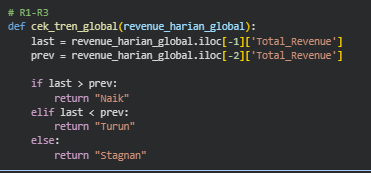 # R1-R3
def cek_tren_global(revenue_harian_global):
    last = revenue_harian_global.iloc[-1]['Total_Revenue']
    prev = revenue_harian_global.iloc[-2]['Total_Revenue']

    if last > prev:
        return "Naik"
    elif last < prev:
        return "Turun"
    else:
        return "Stagnan"